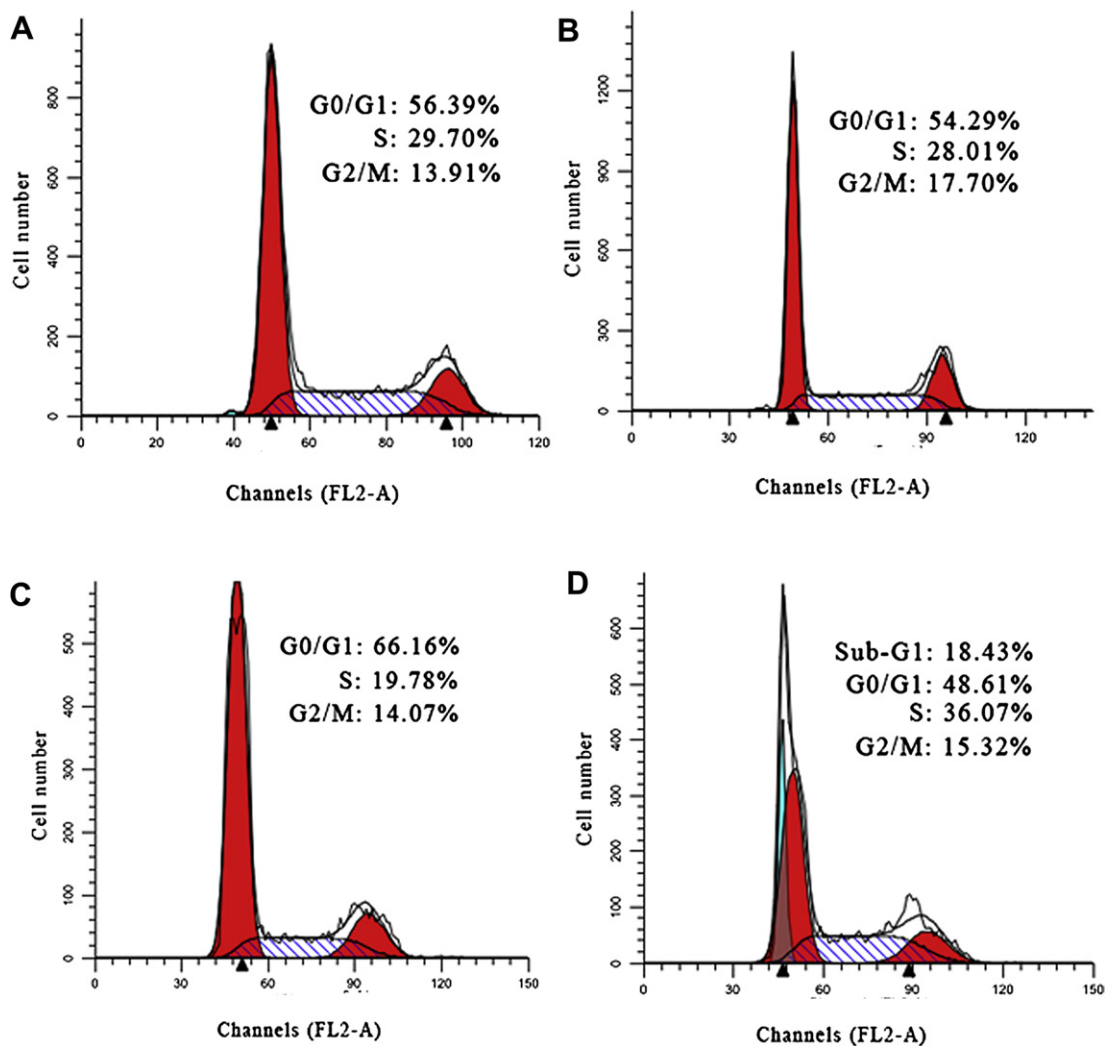 A
G0/G1: 56.39%
S: 29.70%
G2/M: 13.91%
Cell number
800
600
400
200
0
0 20 40 60 80 100 120
Channels (FL2-A)
B
G0/G1: 54.29%
S: 28.01%
G2/M: 17.70%
Cell number
1200
900
600
300
0
0 30 60 90 120
Channels (FL2-A)
C
G0/G1: 66.16%
S: 19.78%
G2/M: 14.07%
Cell number
500
400
300
200
100
0
0 30 60 90 120 150
Channels (FL2-A)
D
Sub-G1: 18.43%
G0/G1: 48.61%
S: 36.07%
G2/M: 15.32%
Cell number
600
500
400
300
200
100
0
0 30 60 90 120 150
Channels (FL2-A)